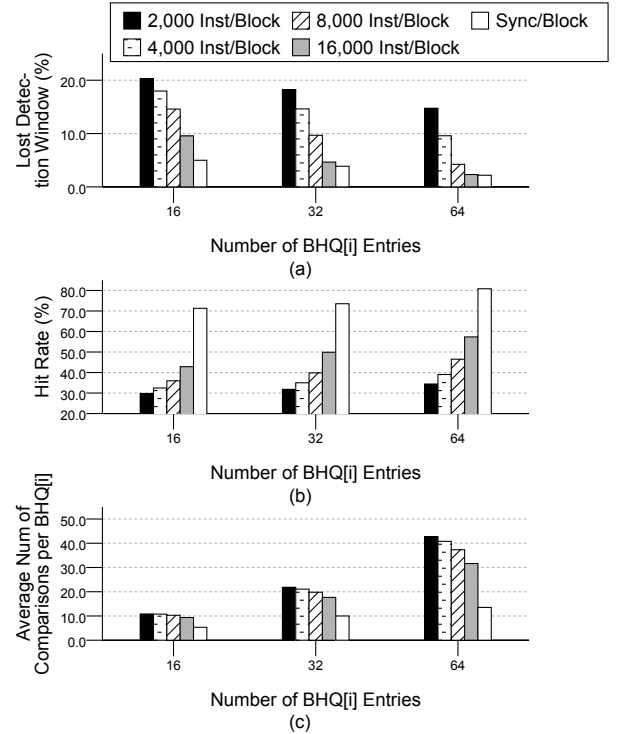 2,000 Inst/Block 8,000 Inst/Block Sync/Block
4,000 Inst/Block 16,000 Inst/Block
Lost Detec-
tion Window (%)
20.0
10.0
0.0
16 32 64
Number of BHQ[i] Entries
(a)
Hit Rate (%)
80.0
70.0
60.0
50.0
40.0
30.0
20.0
16 32 64
Number of BHQ[i] Entries
(b)
Average Num of
Comparisons per BHQ[i]
50.0
40.0
30.0
20.0
10.0
0.0
16 32 64
Number of BHQ[i] Entries
(c)